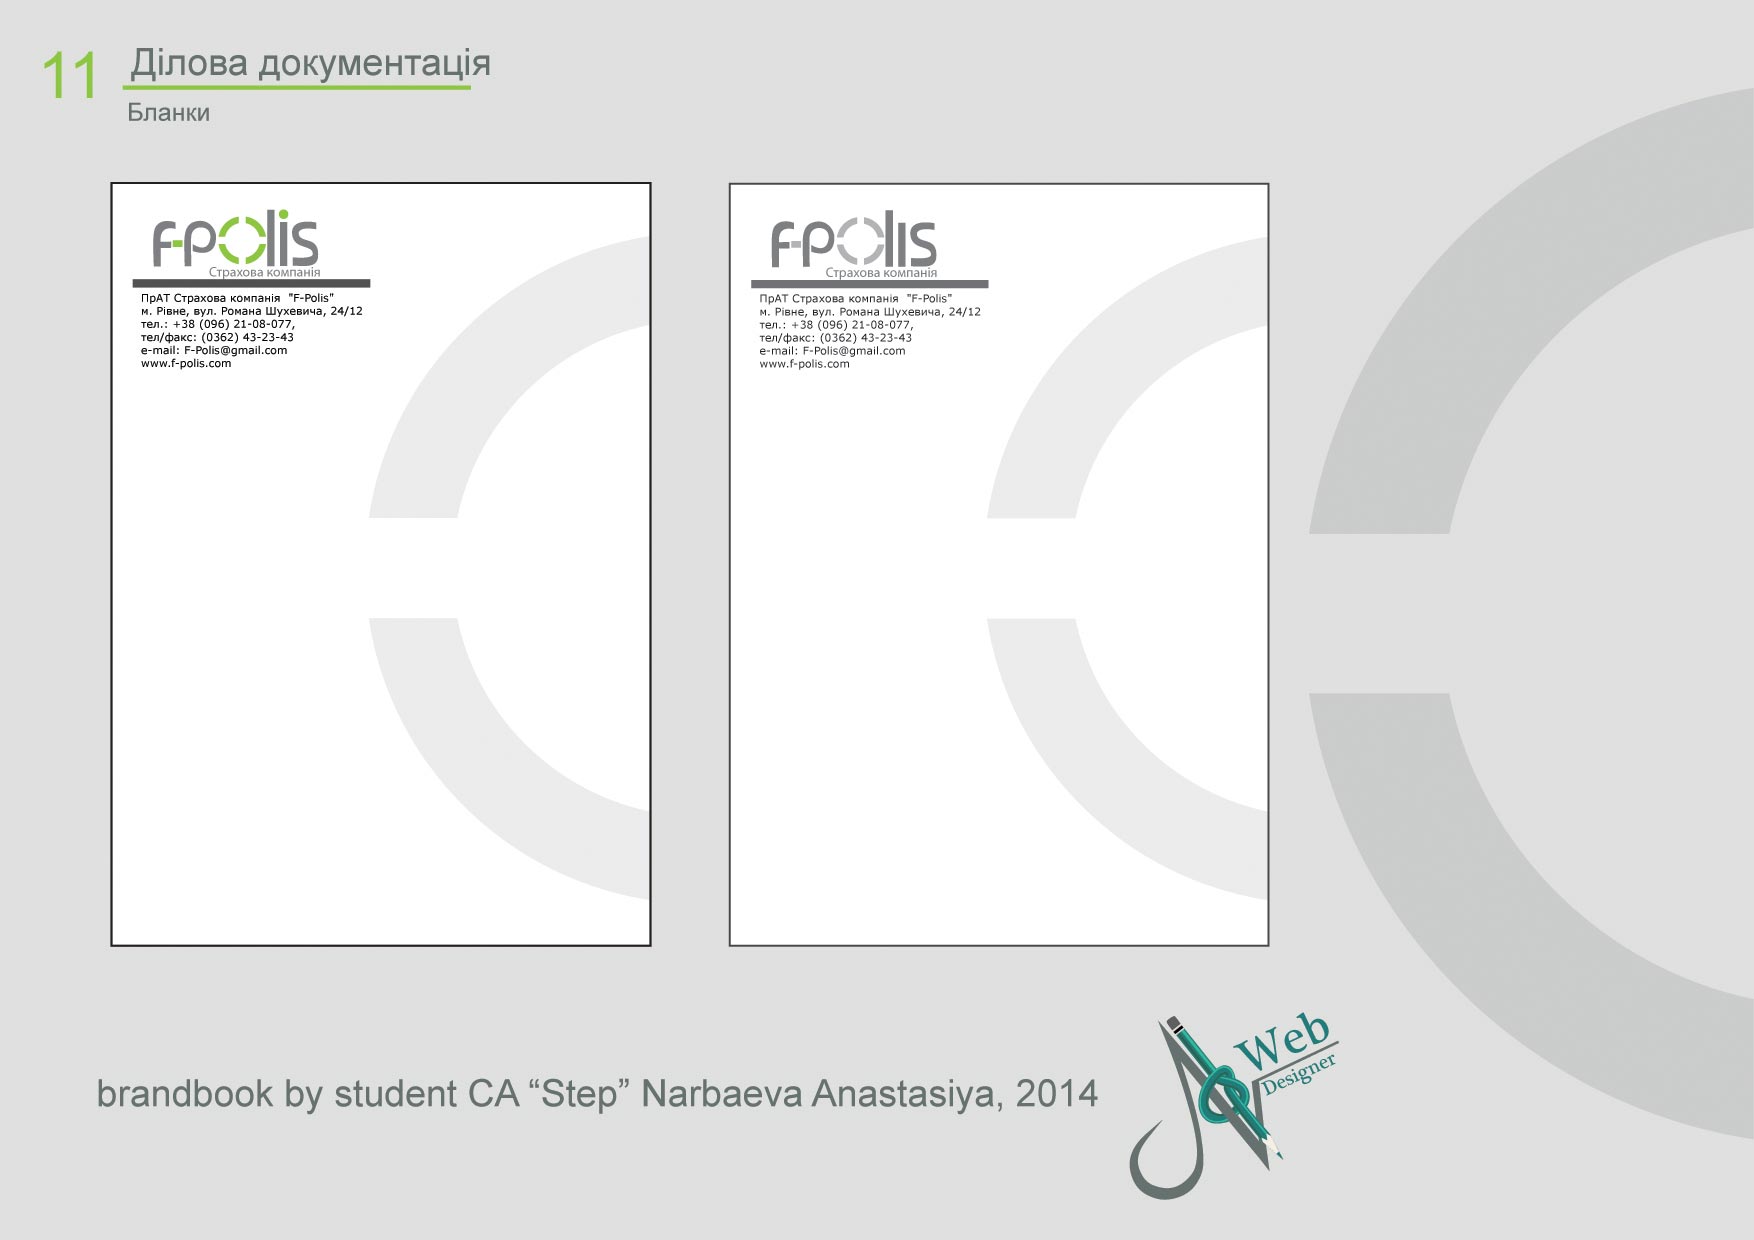 11
Ділова документація
Бланки
F-Polis
Страхова компанія
ПрАТ Страхова компанія "F-Polis"
м. Рівне, вул. Романа Шухевича, 24/12
тел.: +38 (096) 21-08-077,
тел/факс: (0362) 43-23-43
e-mail: F-Polis@gmail.com
www.f-polis.com
F-Polis
Страхова компанія
ПрАТ Страхова компанія "F-Polis"
м. Рівне, вул. Романа Шухевича, 24/12
тел.: +38 (096) 21-08-077,
тел/факс: (0362) 43-23-43
e-mail: F-Polis@gmail.com
www.f-polis.com
brandbook by student CA “Step” Narbaeva Anastasiya, 2014
Web
Designer